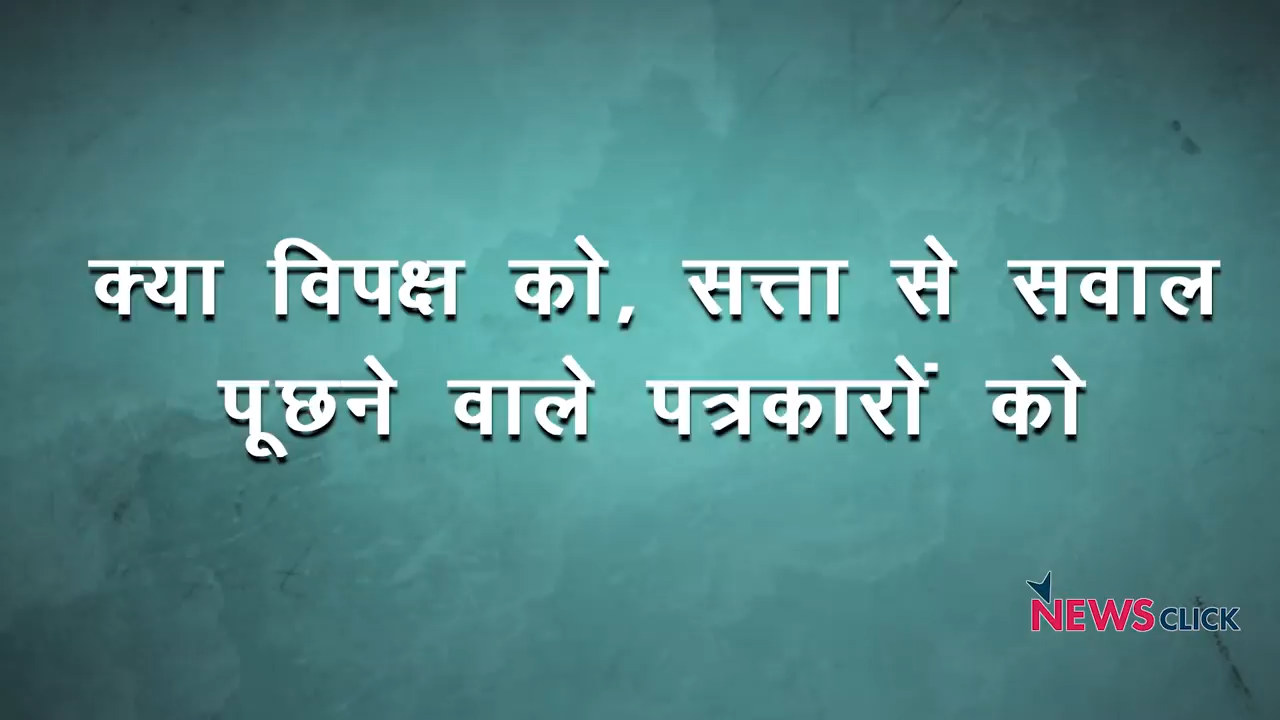 क्या विपक्ष को, सत्ता से सवाल
पूछने वाले पत्रकारों को
NEWSCLICK